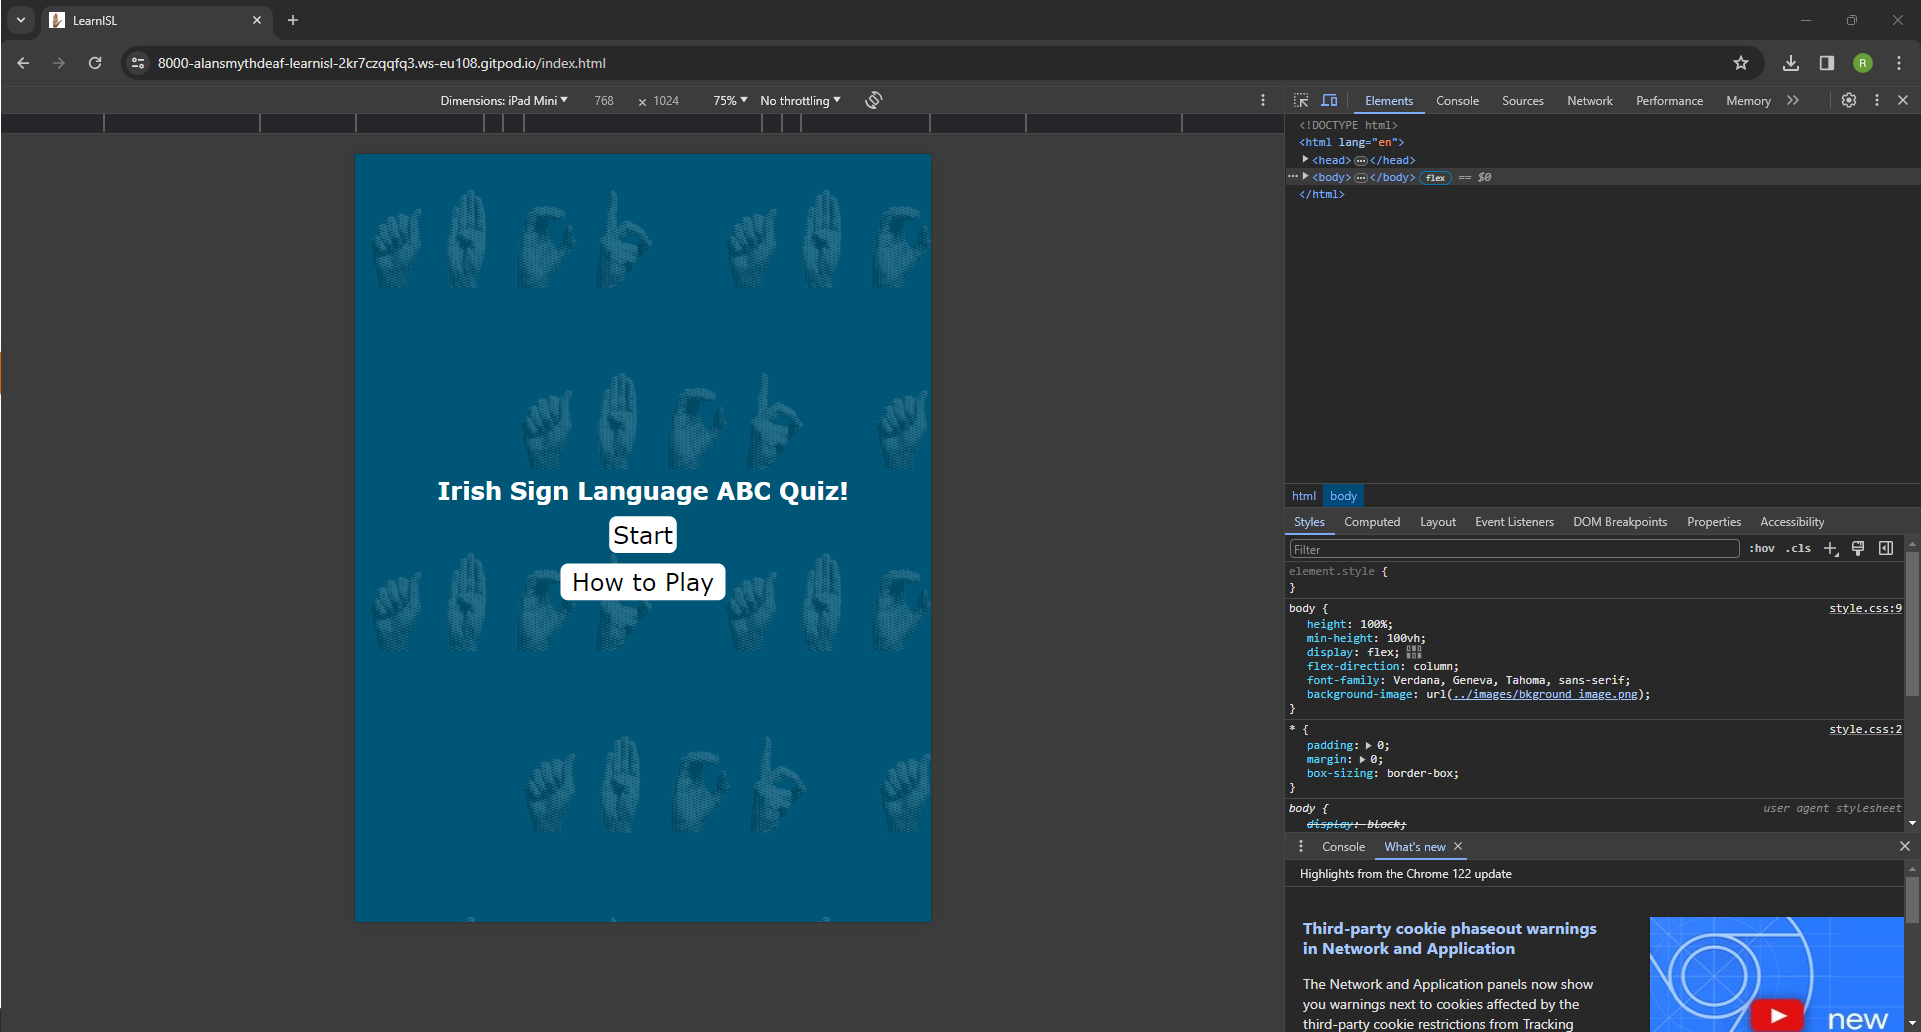 LearnISL
8000-alansmythdeaf-learnisl-2kr7czqqfq3.ws-eu108.gitpod.io/index.html
R
Dimensions: iPad Mini 768 × 1024 75% No throttling
Elements Console Sources Network Performance Memory
<!DOCTYPE html>
<html lang="en">
<head> ... </head>
... <body> ... </body> flex == $0
</html>
Irish Sign Language ABC Quiz!
Start
How to Play
html body
Styles Computed Layout Event Listeners DOM Breakpoints Properties Accessibility
Filter :hov .cls
element.style {
}
body { style.css:9
height: 100%;
min-height: 100vh;
display: flex;
flex-direction: column;
font-family: Verdana, Geneva, Tahoma, sans-serif;
background-image: url(../images/bkground_image.png);
}
* { style.css:2
padding: 0;
margin: 0;
box-sizing: border-box;
}
body { user agent stylesheet
display: block;
Console What's new
Highlights from the Chrome 122 update
Third-party cookie phaseout warnings
in Network and Application
The Network and Application panels now show
you warnings next to cookies affected by the
third-party cookie restrictions from Tracking
new